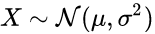 X ∼ 𝒩(μ, σ²)